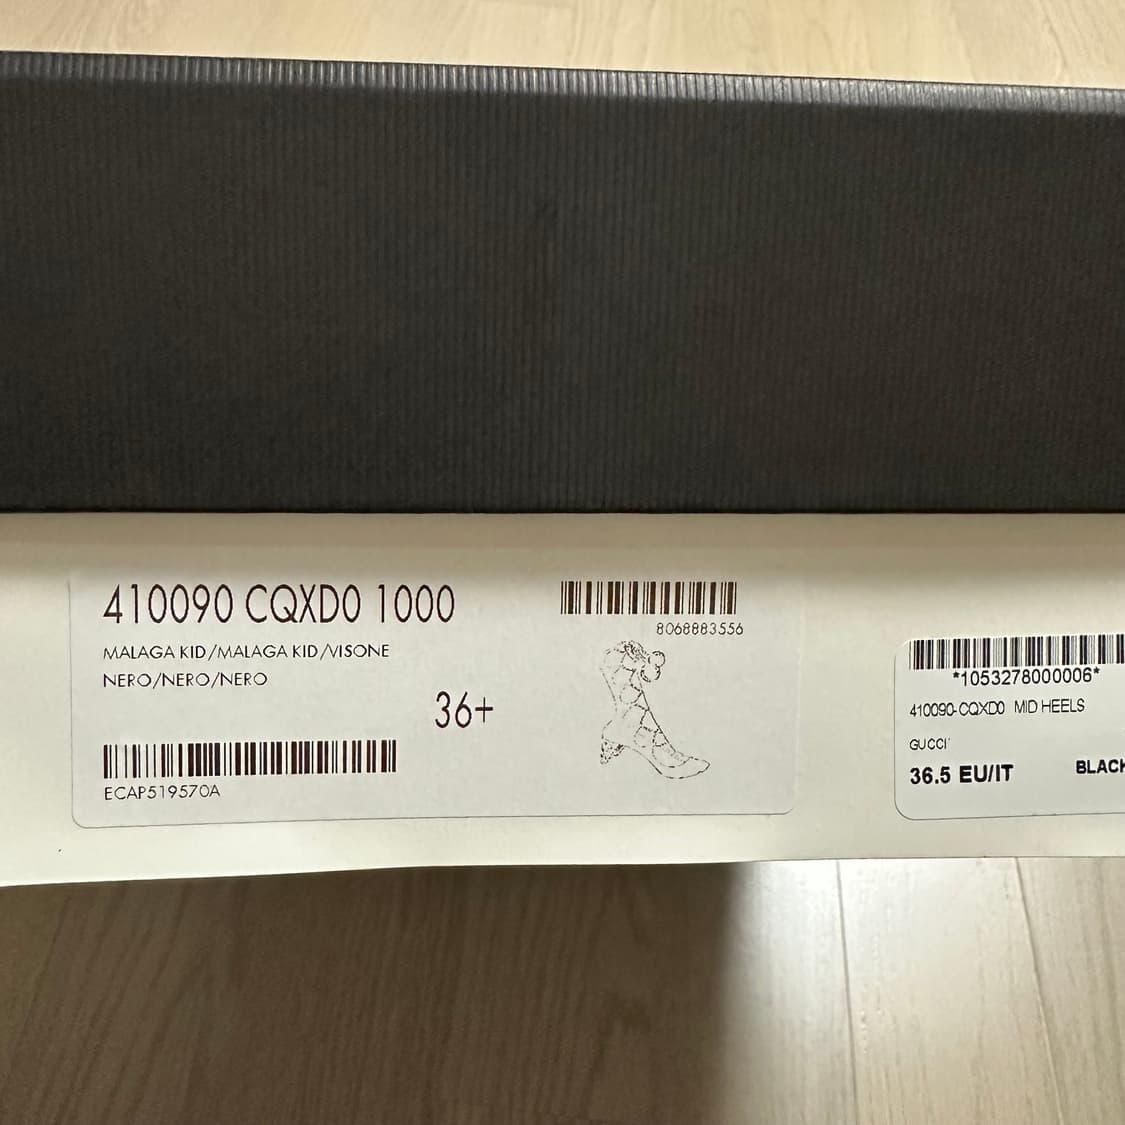 410090 CQXD0 1000
MALAGA KID/MALAGA KID/VISONE
NERO/NERO/NERO
36+
ECAP519570A
8068883556
*1053278000006*
410090-CQXD0 MID HEELS
GUCCI
36.5 EU/IT BLACK